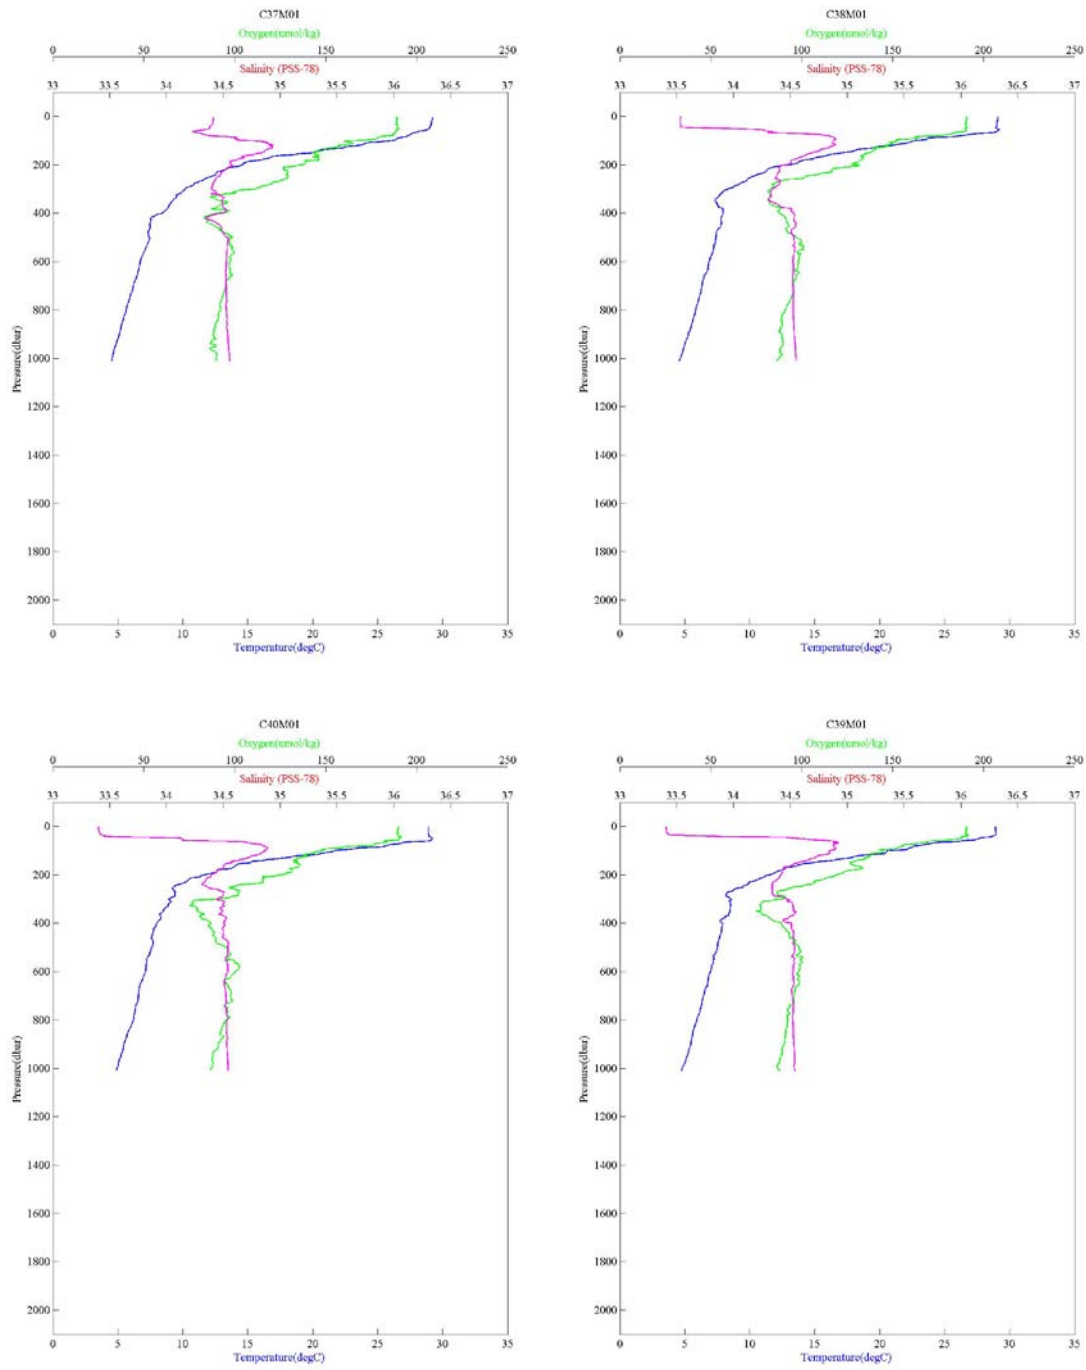 C37M01
Oxygen(umol/kg)
0 50 100 150 200 250
Salinity (PSS-78)
33 33.5 34 34.5 35 35.5 36 36.5 37
0
200
400
600
800
1000
1200
1400
1600
1800
2000
Pressure(dbar)
0 5 10 15 20 25 30 35
Temperature(degC)
C38M01
Oxygen(umol/kg)
0 50 100 150 200 250
Salinity (PSS-78)
33 33.5 34 34.5 35 35.5 36 36.5 37
0
200
400
600
800
1000
1200
1400
1600
1800
2000
Pressure(dbar)
0 5 10 15 20 25 30 35
Temperature(degC)
C40M01
Oxygen(umol/kg)
0 50 100 150 200 250
Salinity (PSS-78)
33 33.5 34 34.5 35 35.5 36 36.5 37
0
200
400
600
800
1000
1200
1400
1600
1800
2000
Pressure(dbar)
0 5 10 15 20 25 30 35
Temperature(degC)
C39M01
Oxygen(umol/kg)
0 50 100 150 200 250
Salinity (PSS-78)
33 33.5 34 34.5 35 35.5 36 36.5 37
0
200
400
600
800
1000
1200
1400
1600
1800
2000
Pressure(dbar)
0 5 10 15 20 25 30 35
Temperature(degC)